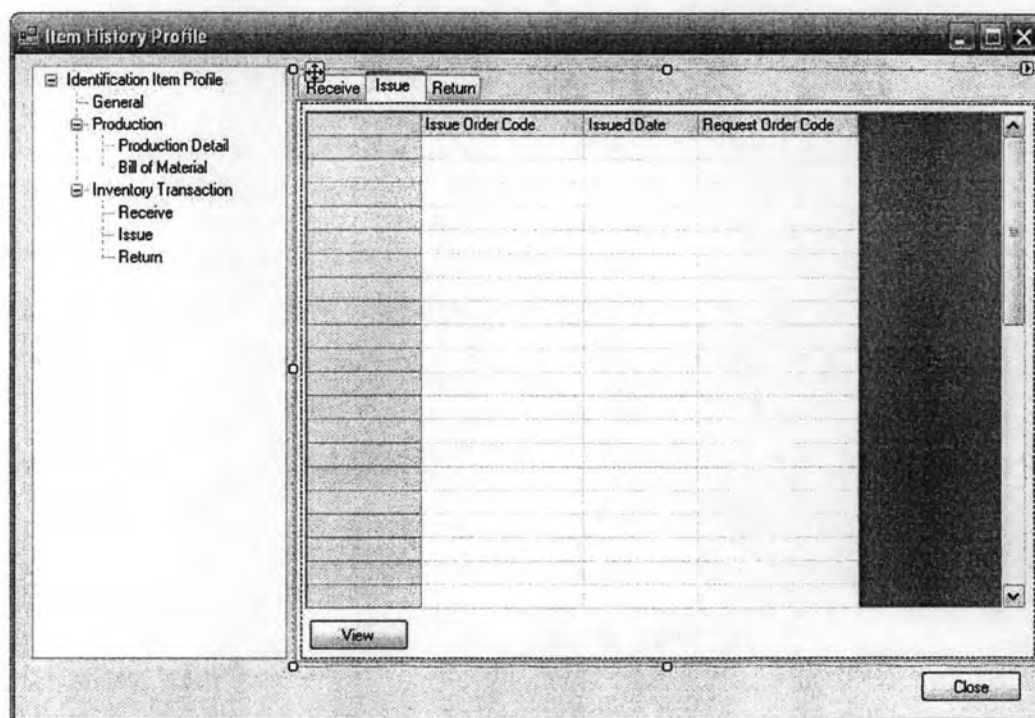 Item History Profile
Identification Item Profile
General
Production
Production Detail
Bill of Material
Inventory Transaction
Receive
Issue
Return
Receive Issue Return
Issue Order Code Issued Date Request Order Code
View
Close